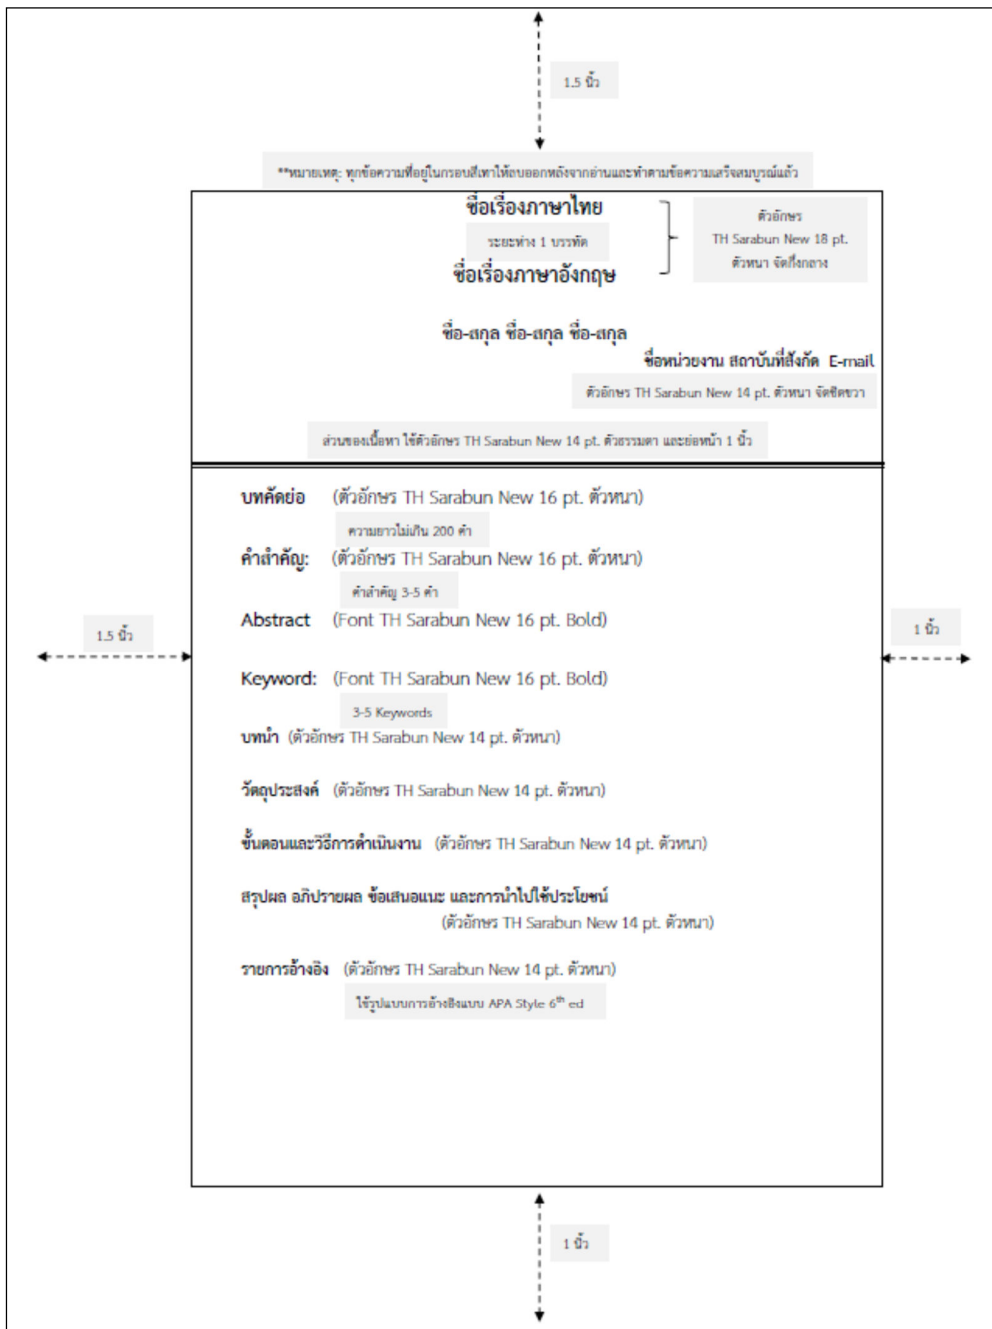 1.5 นิ้ว
**หมายเหตุ: ทุกข้อความที่อยู่ในกรอบสีเทาให้ลบออกหลังจากอ่านและทำตามข้อความเสร็จสมบูรณ์แล้ว
ชื่อเรื่องภาษาไทย
ระยะห่าง 1 บรรทัด
ชื่อเรื่องภาษาอังกฤษ
ตัวอักษร
TH Sarabun New 18 pt.
ตัวหนา จัดกึ่งกลาง
ชื่อ-สกุล ชื่อ-สกุล ชื่อ-สกุล
ชื่อหน่วยงาน สถาบันที่สังกัด E-mail
ตัวอักษร TH Sarabun New 14 pt. ตัวหนา จัดชิดขวา
ส่วนของเนื้อหา ใช้ตัวอักษร TH Sarabun New 14 pt. ตัวธรรมดา และย่อหน้า 1 นิ้ว
บทคัดย่อ (ตัวอักษร TH Sarabun New 16 pt. ตัวหนา)
ความยาวไม่เกิน 200 คำ
คำสำคัญ: (ตัวอักษร TH Sarabun New 16 pt. ตัวหนา)
คำสำคัญ 3-5 คำ
Abstract (Font TH Sarabun New 16 pt. Bold)
1.5 นิ้ว
1 นิ้ว
Keyword: (Font TH Sarabun New 16 pt. Bold)
3-5 Keywords
บทนำ (ตัวอักษร TH Sarabun New 14 pt. ตัวหนา)
วัตถุประสงค์ (ตัวอักษร TH Sarabun New 14 pt. ตัวหนา)
ขั้นตอนและวิธีการดำเนินงาน (ตัวอักษร TH Sarabun New 14 pt. ตัวหนา)
สรุปผล อภิปรายผล ข้อเสนอแนะ และการนำไปใช้ประโยชน์
(ตัวอักษร TH Sarabun New 14 pt. ตัวหนา)
รายการอ้างอิง (ตัวอักษร TH Sarabun New 14 pt. ตัวหนา)
ใช้รูปแบบการอ้างอิงแบบ APA Style 6th ed
1 นิ้ว